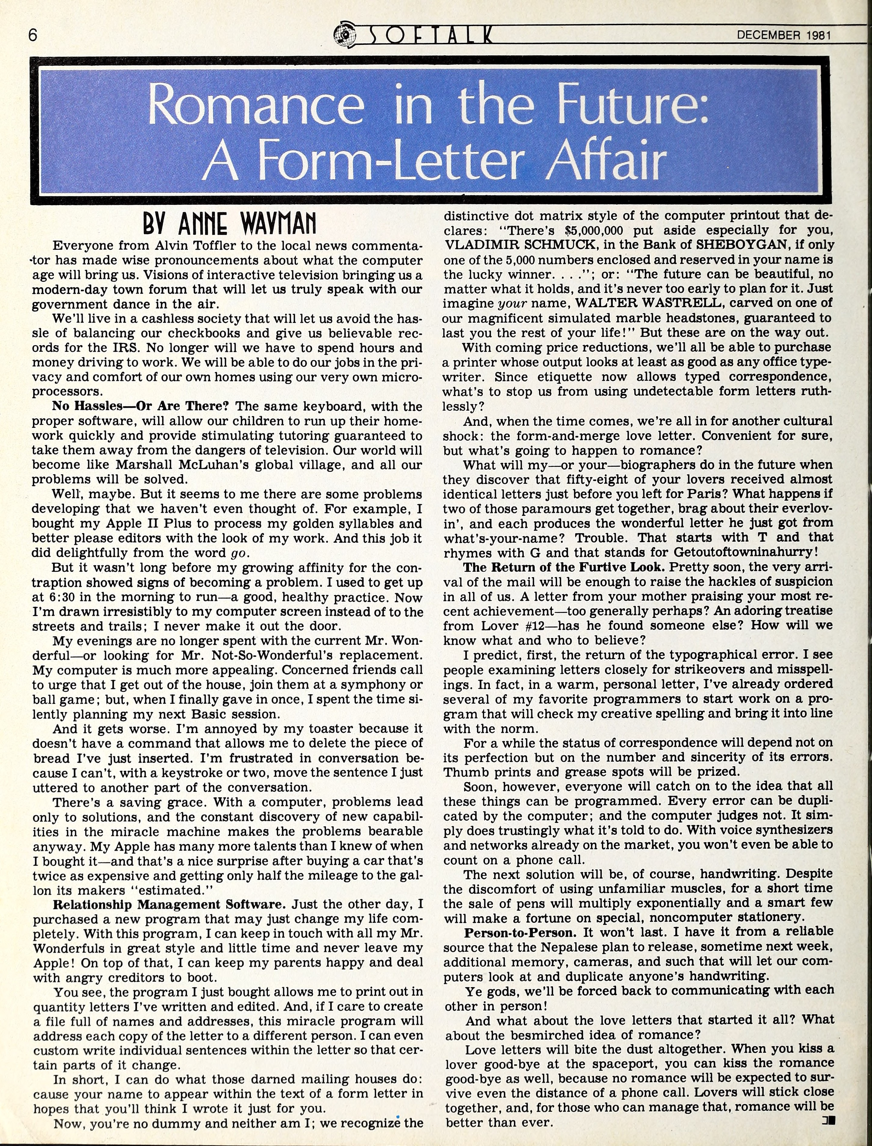 6
SOFTALK
DECEMBER 1981
Romance in the Future:
A Form-Letter Affair
BY ANNE WAYMAN
Everyone from Alvin Toffler to the local news commenta-
tor has made wise pronouncements about what the computer
age will bring us. Visions of interactive television bringing us a
modern-day town forum that will let us truly speak with our
government dance in the air.
We'll live in a cashless society that will let us avoid the has-
sle of balancing our checkbooks and give us believable rec-
ords for the IRS. No longer will we have to spend hours and
money driving to work. We will be able to do our jobs in the pri-
vacy and comfort of our own homes using our very own micro-
processors.
No Hassles—Or Are There? The same keyboard, with the
proper software, will allow our children to run up their home-
work quickly and provide stimulating tutoring guaranteed to
take them away from the dangers of television. Our world will
become like Marshall McLuhan's global village, and all our
problems will be solved.
Well, maybe. But it seems to me there are some problems
developing that we haven't even thought of. For example, I
bought my Apple II Plus to process my golden syllables and
better please editors with the look of my work. And this job it
did delightfully from the word go.
But it wasn't long before my growing affinity for the con-
traption showed signs of becoming a problem. I used to get up
at 6:30 in the morning to run—a good, healthy practice. Now
I'm drawn irresistibly to my computer screen instead of to the
streets and trails; I never make it out the door.
My evenings are no longer spent with the current Mr. Won-
derful—or looking for Mr. Not-So-Wonderful's replacement.
My computer is much more appealing. Concerned friends call
to urge that I get out of the house, join them at a symphony or
ball game; but, when I finally gave in once, I spent the time si-
lently planning my next Basic session.
And it gets worse. I'm annoyed by my toaster because it
doesn't have a command that allows me to delete the piece of
bread I've just inserted. I'm frustrated in conversation be-
cause I can't, with a keystroke or two, move the sentence I just
uttered to another part of the conversation.
There's a saving grace. With a computer, problems lead
only to solutions, and the constant discovery of new capabil-
ities in the miracle machine makes the problems bearable
anyway. My Apple has many more talents than I knew of when
I bought it—and that's a nice surprise after buying a car that's
twice as expensive and getting only half the mileage to the gal-
lon its makers "estimated."
Relationship Management Software. Just the other day, I
purchased a new program that may just change my life com-
pletely. With this program, I can keep in touch with all my Mr.
Wonderfuls in great style and little time and never leave my
Apple! On top of that, I can keep my parents happy and deal
with angry creditors to boot.
You see, the program I just bought allows me to print out in
quantity letters I've written and edited. And, if I care to create
a file full of names and addresses, this miracle program will
address each copy of the letter to a different person. I can even
custom write individual sentences within the letter so that cer-
tain parts of it change.
In short, I can do what those darned mailing houses do:
cause your name to appear within the text of a form letter in
hopes that you'll think I wrote it just for you.
Now, you're no dummy and neither am I; we recognize the
distinctive dot matrix style of the computer printout that de-
clares: "There's $5,000,000 put aside especially for you,
VLADIMIR SCHMUCK, in the Bank of SHEBOYGAN, if only
one of the 5,000 numbers enclosed and reserved in your name is
the lucky winner. . . ."; or: "The future can be beautiful, no
matter what it holds, and it's never too early to plan for it. Just
imagine your name, WALTER WASTRELL, carved on one of
our magnificent simulated marble headstones, guaranteed to
last you the rest of your life!" But these are on the way out.
With coming price reductions, we'll all be able to purchase
a printer whose output looks at least as good as any office type-
writer. Since etiquette now allows typed correspondence,
what's to stop us from using undetectable form letters ruth-
lessly?
And, when the time comes, we're all in for another cultural
shock: the form-and-merge love letter. Convenient for sure,
but what's going to happen to romance?
What will my—or your—biographers do in the future when
they discover that fifty-eight of your lovers received almost
identical letters just before you left for Paris? What happens if
two of those paramours get together, brag about their everlov-
in', and each produces the wonderful letter he just got from
what's-your-name? Trouble. That starts with T and that
rhymes with G and that stands for Getoutoftowninahurry!
The Return of the Furtive Look. Pretty soon, the very arri-
val of the mail will be enough to raise the hackles of suspicion
in all of us. A letter from your mother praising your most re-
cent achievement—too generally perhaps? An adoring treatise
from Lover #12—has he found someone else? How will we
know what and who to believe?
I predict, first, the return of the typographical error. I see
people examining letters closely for strikeovers and misspell-
ings. In fact, in a warm, personal letter, I've already ordered
several of my favorite programmers to start work on a pro-
gram that will check my creative spelling and bring it into line
with the norm.
For a while the status of correspondence will depend not on
its perfection but on the number and sincerity of its errors.
Thumb prints and grease spots will be prized.
Soon, however, everyone will catch on to the idea that all
these things can be programmed. Every error can be dupli-
cated by the computer; and the computer judges not. It sim-
ply does trustingly what it's told to do. With voice synthesizers
and networks already on the market, you won't even be able to
count on a phone call.
The next solution will be, of course, handwriting. Despite
the discomfort of using unfamiliar muscles, for a short time
the sale of pens will multiply exponentially and a smart few
will make a fortune on special, noncomputer stationery.
Person-to-Person. It won't last. I have it from a reliable
source that the Nepalese plan to release, sometime next week,
additional memory, cameras, and such that will let our com-
puters look at and duplicate anyone's handwriting.
Ye gods, we'll be forced back to communicating with each
other in person!
And what about the love letters that started it all? What
about the besmirched idea of romance?
Love letters will bite the dust altogether. When you kiss a
lover good-bye at the spaceport, you can kiss the romance
good-bye as well, because no romance will be expected to sur-
vive even the distance of a phone call. Lovers will stick close
together, and, for those who can manage that, romance will be
better than ever.